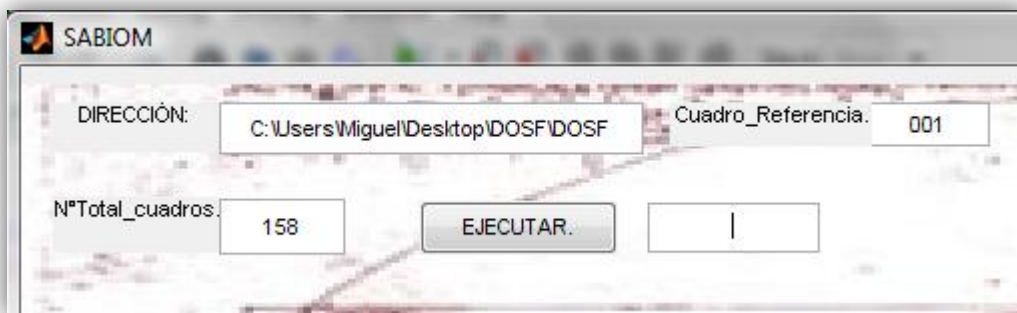 SABIOM
DIRECCIÓN: C:\Users\Miguel\Desktop\DOSF\DOSF Cuadro_Referencia. 001
N°Total_cuadros. 158 EJECUTAR.